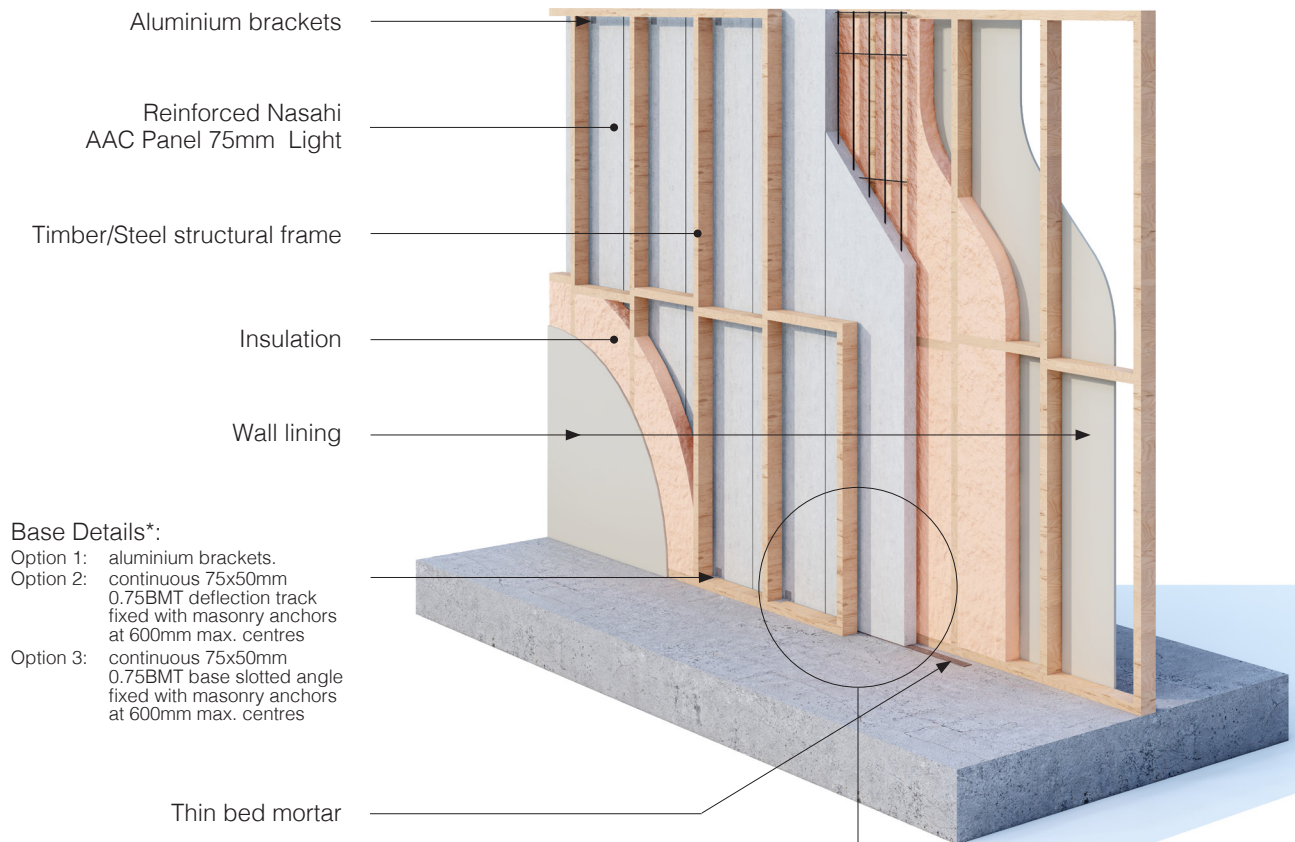 Aluminium brackets
Reinforced Nasahi
AAC Panel 75mm Light
Timber/Steel structural frame
Insulation
Wall lining
Base Details*:
Option 1: aluminium brackets.
Option 2: continuous 75x50mm
0.75BMT deflection track
fixed with masonry anchors
at 600mm max. centres
Option 3: continuous 75x50mm
0.75BMT base slotted angle
fixed with masonry anchors
at 600mm max. centres
Thin bed mortar